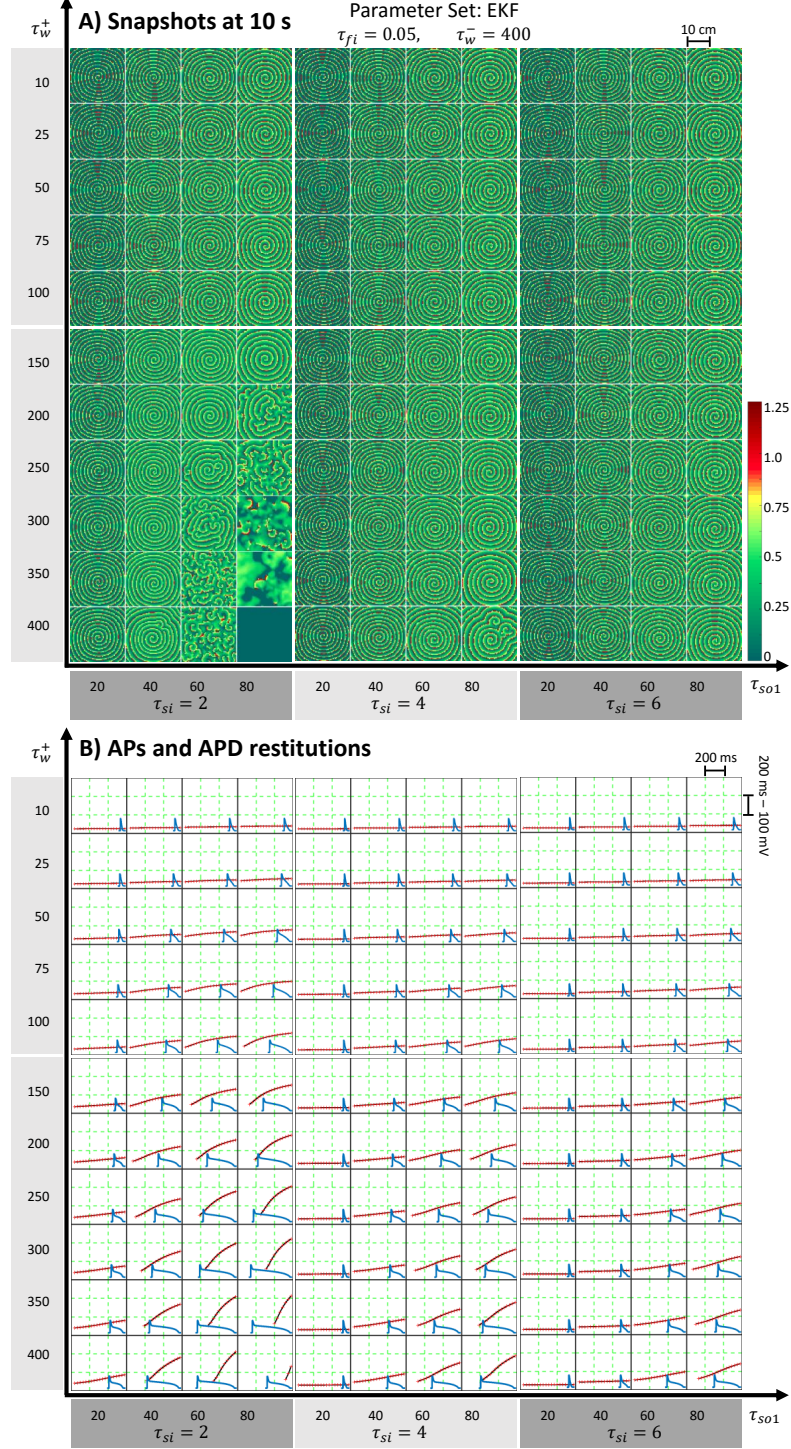 τ_w^+
A) Snapshots at 10 s
Parameter Set: EKF
τ_fi = 0.05, τ_w^- = 400
10 cm
10
25
50
75
100
150
200
250
300
350
400
1.25
1.0
0.75
0.5
0.25
0
20 40 60 80 20 40 60 80 20 40 60 80 τ_so1
τ_si = 2 τ_si = 4 τ_si = 6
τ_w^+
B) APs and APD restitutions
200 ms
200 ms – 100 mV
10
25
50
75
100
150
200
250
300
350
400
20 40 60 80 20 40 60 80 20 40 60 80 τ_so1
τ_si = 2 τ_si = 4 τ_si = 6